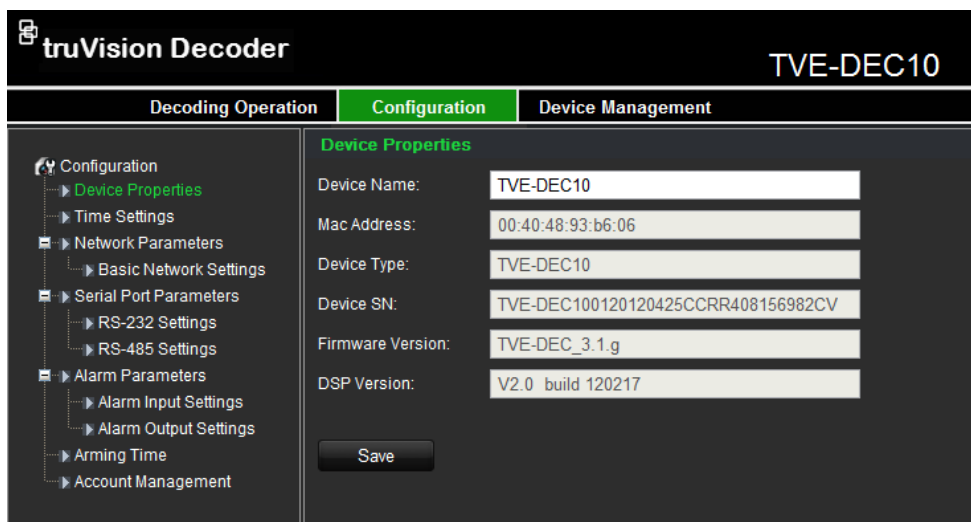 truVision Decoder
TVE-DEC10
Decoding Operation Configuration Device Management
Configuration
Device Properties
Time Settings
Network Parameters
Basic Network Settings
Serial Port Parameters
RS-232 Settings
RS-485 Settings
Alarm Parameters
Alarm Input Settings
Alarm Output Settings
Arming Time
Account Management
Device Properties
Device Name: TVE-DEC10
Mac Address: 00:40:48:93:b6:06
Device Type: TVE-DEC10
Device SN: TVE-DEC100120120425CCRR408156982CV
Firmware Version: TVE-DEC_3.1.g
DSP Version: V2.0 build 120217
Save